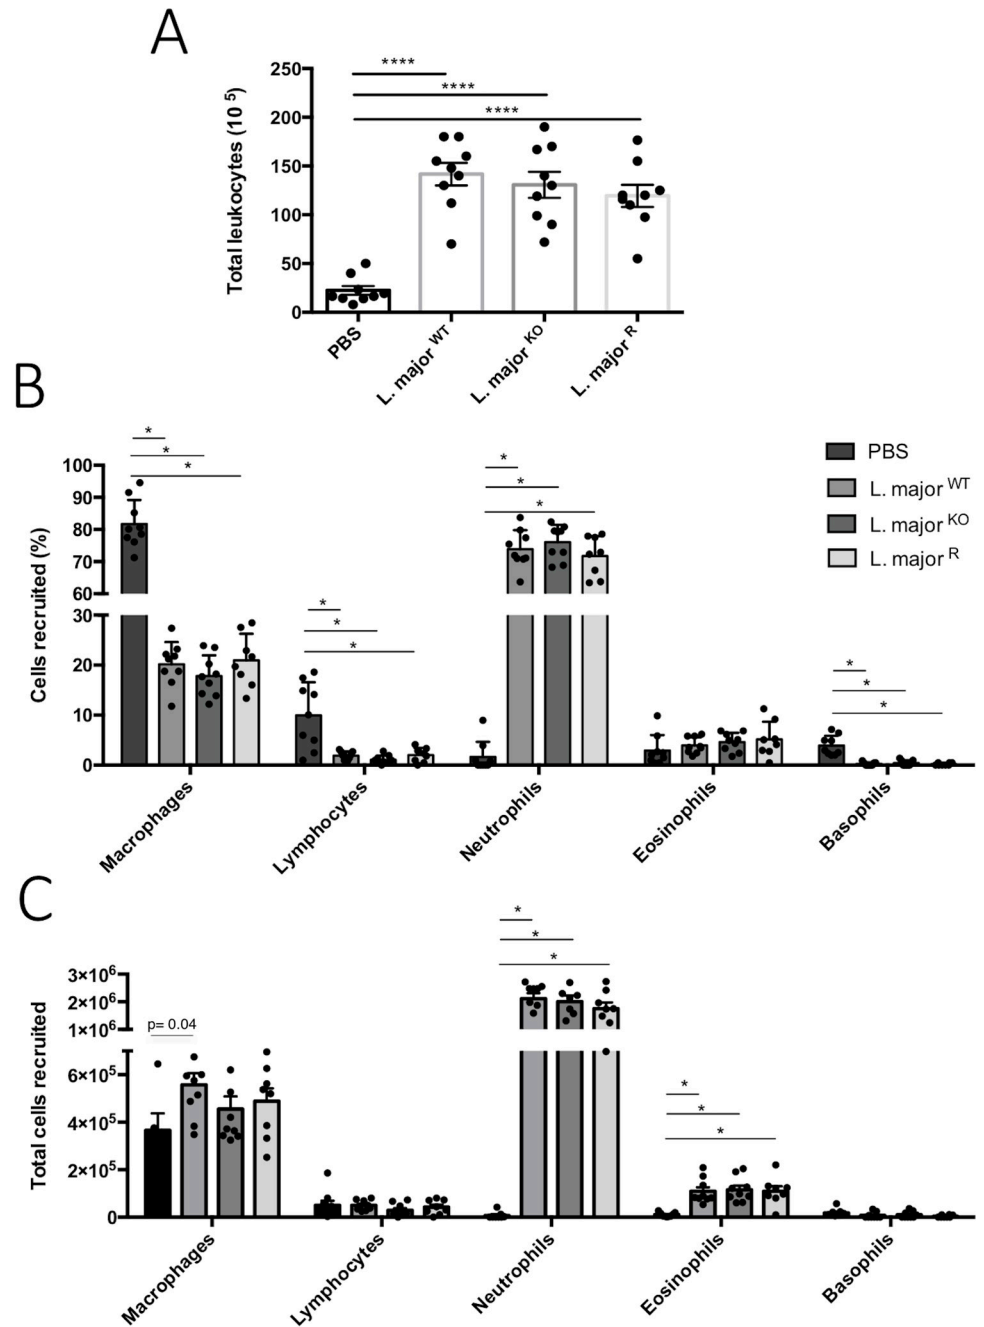 A
Total leukocytes (10 5)
250
200
150
100
50
0
****
****
****
PBS
L. major WT
L. major KO
L. major R
B
Cells recruited (%)
100
90
80
70
60
30
20
10
0
*
*
*
*
*
*
*
*
*
*
*
*
PBS
L. major WT
L. major KO
L. major R
Macrophages
Lymphocytes
Neutrophils
Eosinophils
Basophils
C
Total cells recruited
3×10⁶
2×10⁶
1×10⁶
6×10⁵
4×10⁵
2×10⁵
0
p= 0.04
*
*
*
*
*
*
Macrophages
Lymphocytes
Neutrophils
Eosinophils
Basophils